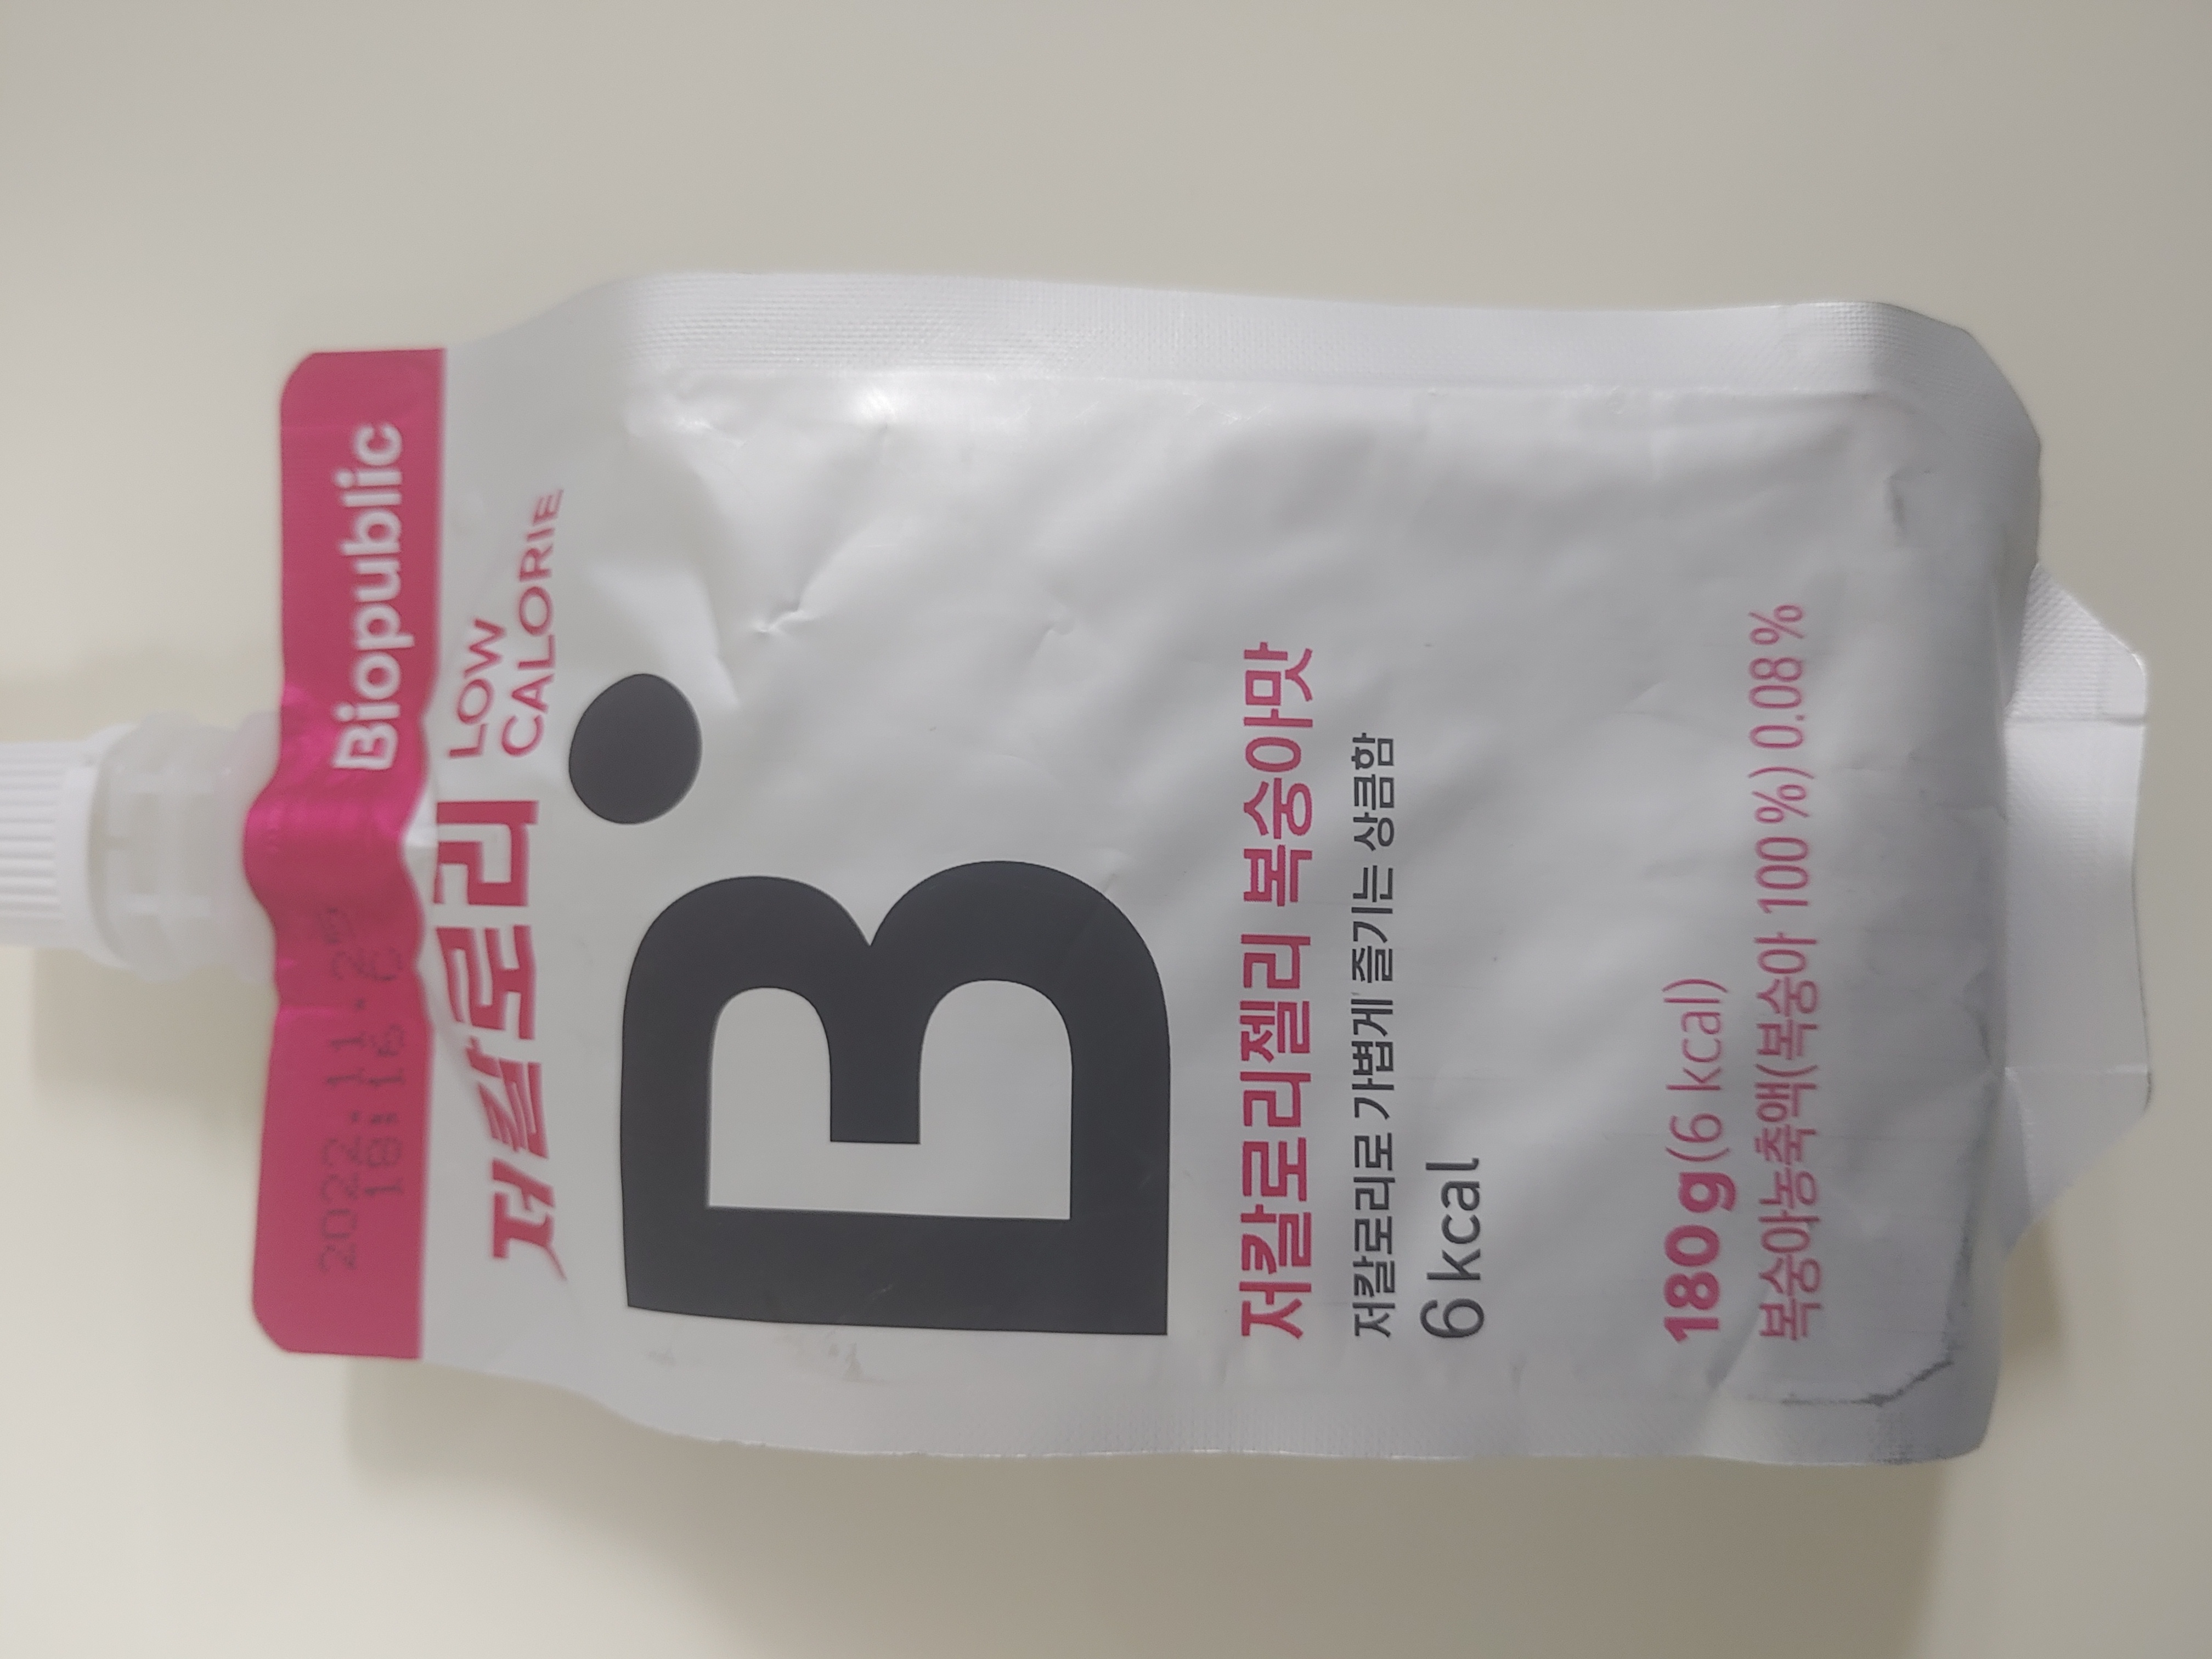 Biopublic
2022.11.25
18:16 C
저칼로리
LOW
CALORIE
B
저칼로리젤리 복숭아맛
저칼로리로 가볍게 즐기는 상큼함
6 kcal
180 g (6 kcal)
복숭아농축액(복숭아 100 %) 0.08 %